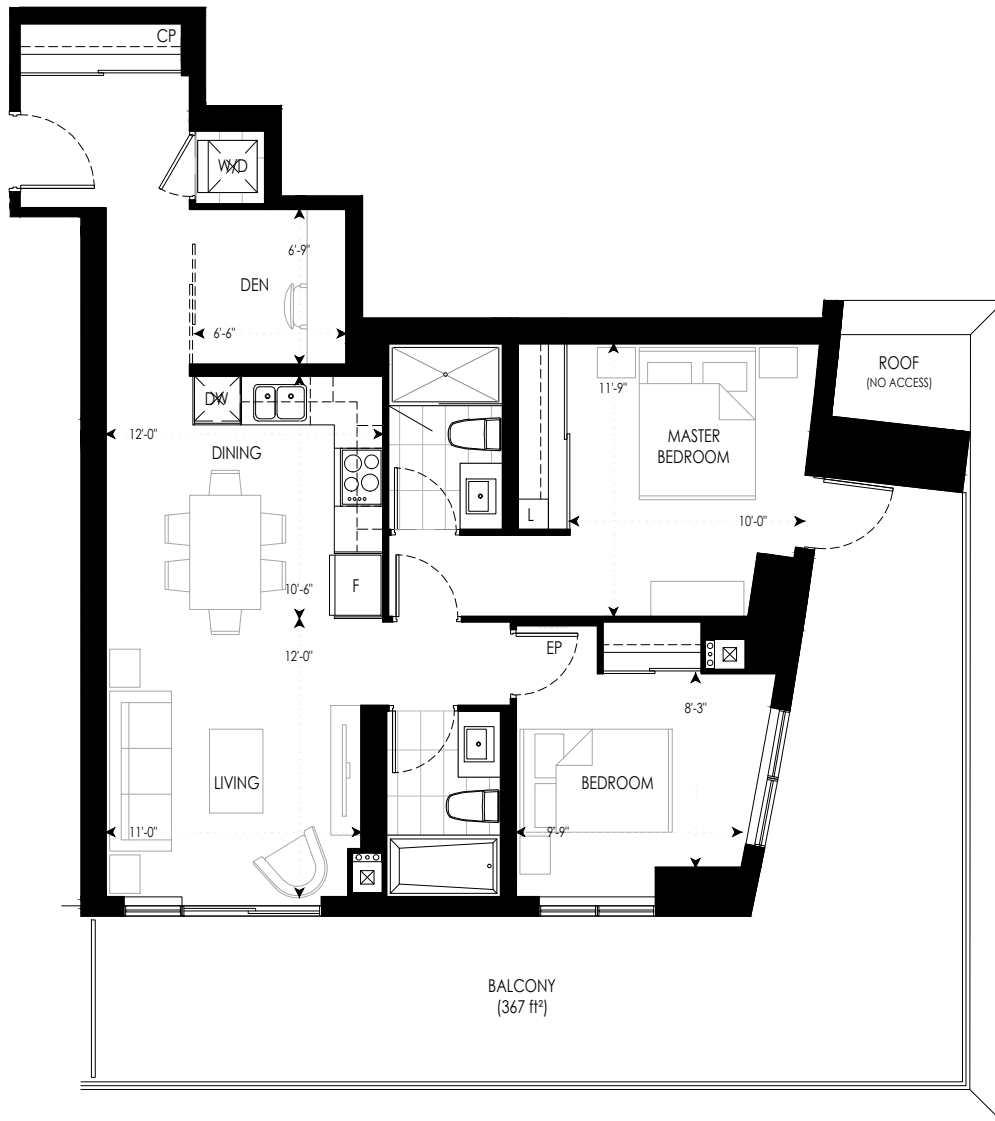 CP
W/D
6'-9"
DEN
6'-6"
ROOF
(NO ACCESS)
11'-9"
DW
12'-0"
DINING
MASTER
BEDROOM
L
10'-0"
10'-6"
F
12'-0"
EP
8'-3"
LIVING
BEDROOM
11'-0"
9'-9"
BALCONY
(367 ft²)